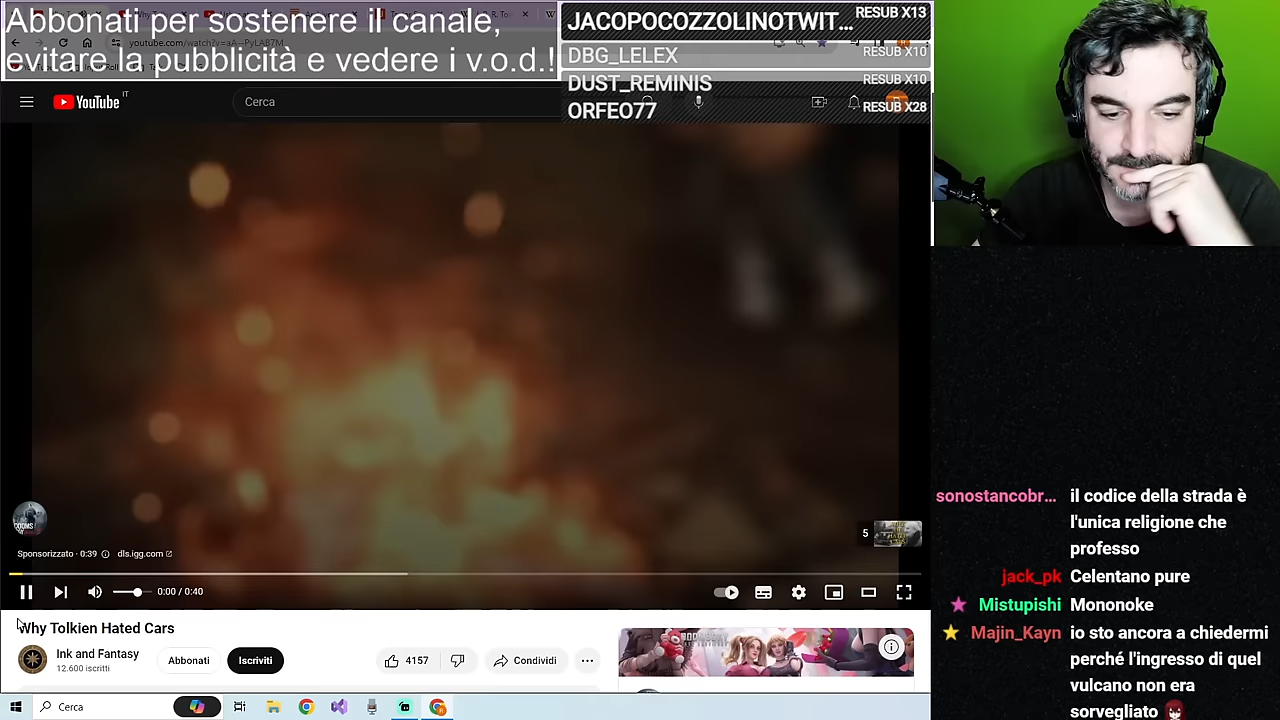 Abbonati per sostenere il canale,
evitare la pubblicità e vedere i v.o.d.!
JACOPOCOZZOLINOTWIT... RESUB X13
DBG_LELEX RESUB X10
DUST_REMINIS RESUB X10
ORFEO77 RESUB X28
YouTube IT
Cerca
5
Sponsorizzato · 0:39 dls.igg.com
0:00 / 0:40
Why Tolkien Hated Cars
Ink and Fantasy
12.600 iscritti
Abbonati
Iscriviti
4157
Condividi
sonostancobr... il codice della strada è
l'unica religione che
professo
jack_pk Celentano pure
Mistupishi Mononoke
Majin_Kayn io sto ancora a chiedermi
perché l'ingresso di quel
vulcano non era
sorvegliato
Cerca